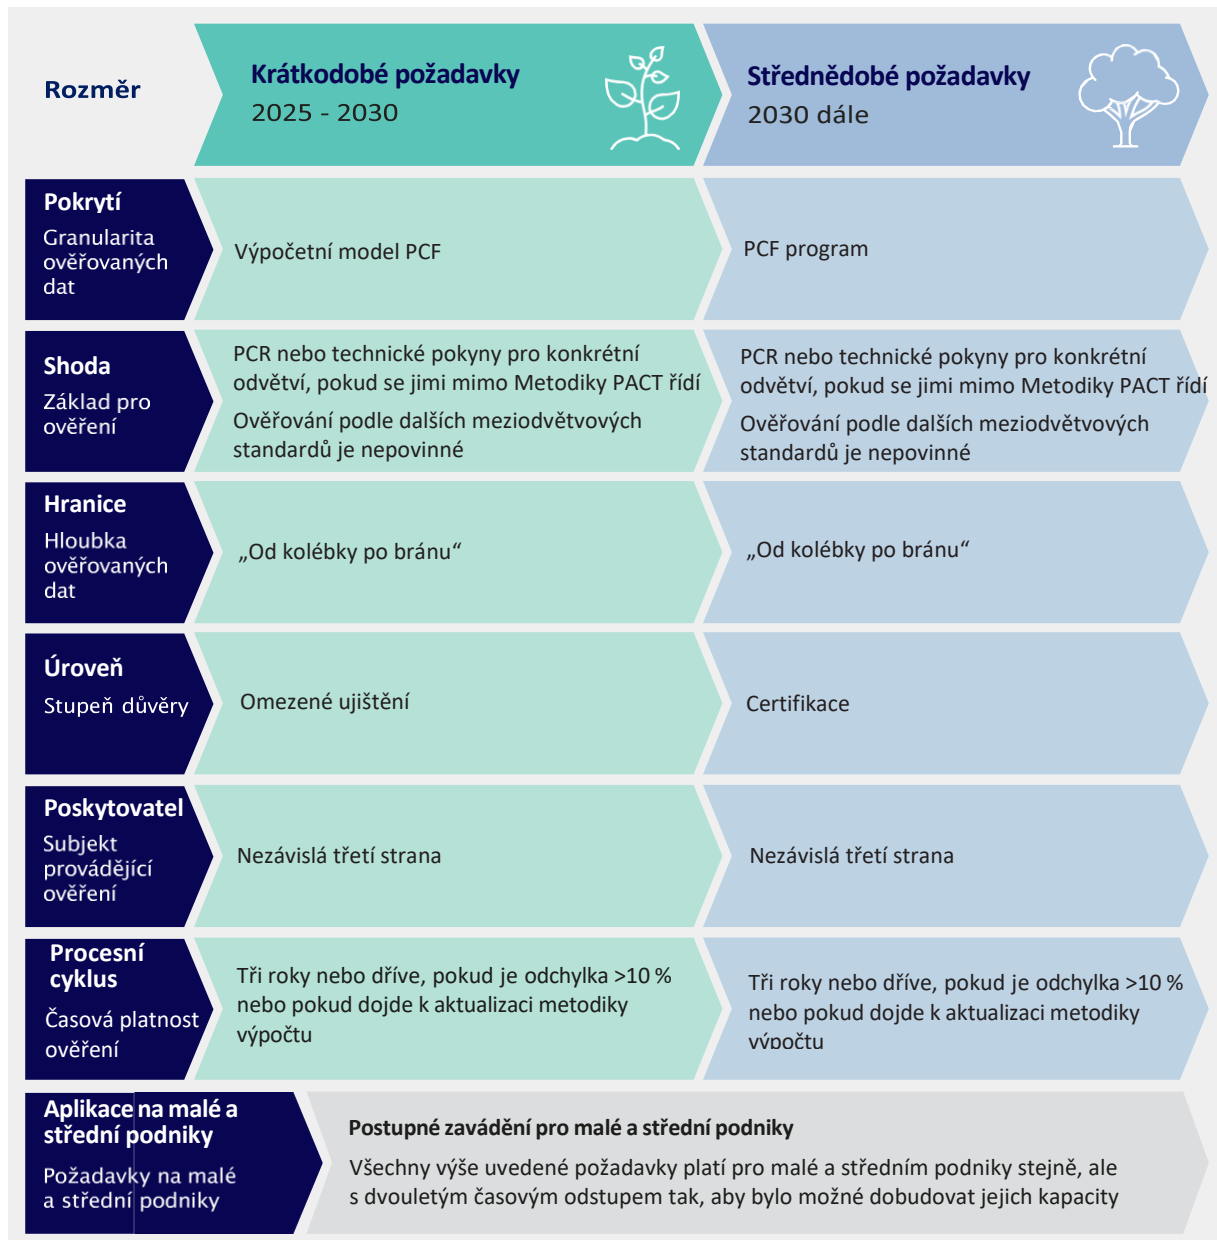 Rozměr
Krátkodobé požadavky
2025 - 2030
Střednědobé požadavky
2030 dále
Pokrytí
Granularita
ověřovaných
dat
Výpočetní model PCF
PCF program
Shoda
Základ pro
ověření
PCR nebo technické pokyny pro konkrétní
odvětví, pokud se jimi mimo Metodiky PACT řídí
Ověřování podle dalších meziodvětvových
standardů je nepovinné
PCR nebo technické pokyny pro konkrétní
odvětví, pokud se jimi mimo Metodiky PACT řídí
Ověřování podle dalších meziodvětvových
standardů je nepovinné
Hranice
Hloubka
ověřovaných
dat
„Od kolébky po bránu“
„Od kolébky po bránu“
Úroveň
Stupeň důvěry
Omezené ujištění
Certifikace
Poskytovatel
Subjekt
provádějící
ověření
Nezávislá třetí strana
Nezávislá třetí strana
Procesní
cyklus
Časová platnost
ověření
Tři roky nebo dříve, pokud je odchylka >10 %
nebo pokud dojde k aktualizaci metodiky
výpočtu
Tři roky nebo dříve, pokud je odchylka >10 %
nebo pokud dojde k aktualizaci metodiky
výpočtu
Aplikace na malé a
střední podniky
Požadavky na malé
a střední podniky
Postupné zavádění pro malé a střední podniky
Všechny výše uvedené požadavky platí pro malé a středním podniky stejně, ale
s dvouletým časovým odstupem tak, aby bylo možné dobudovat jejich kapacity